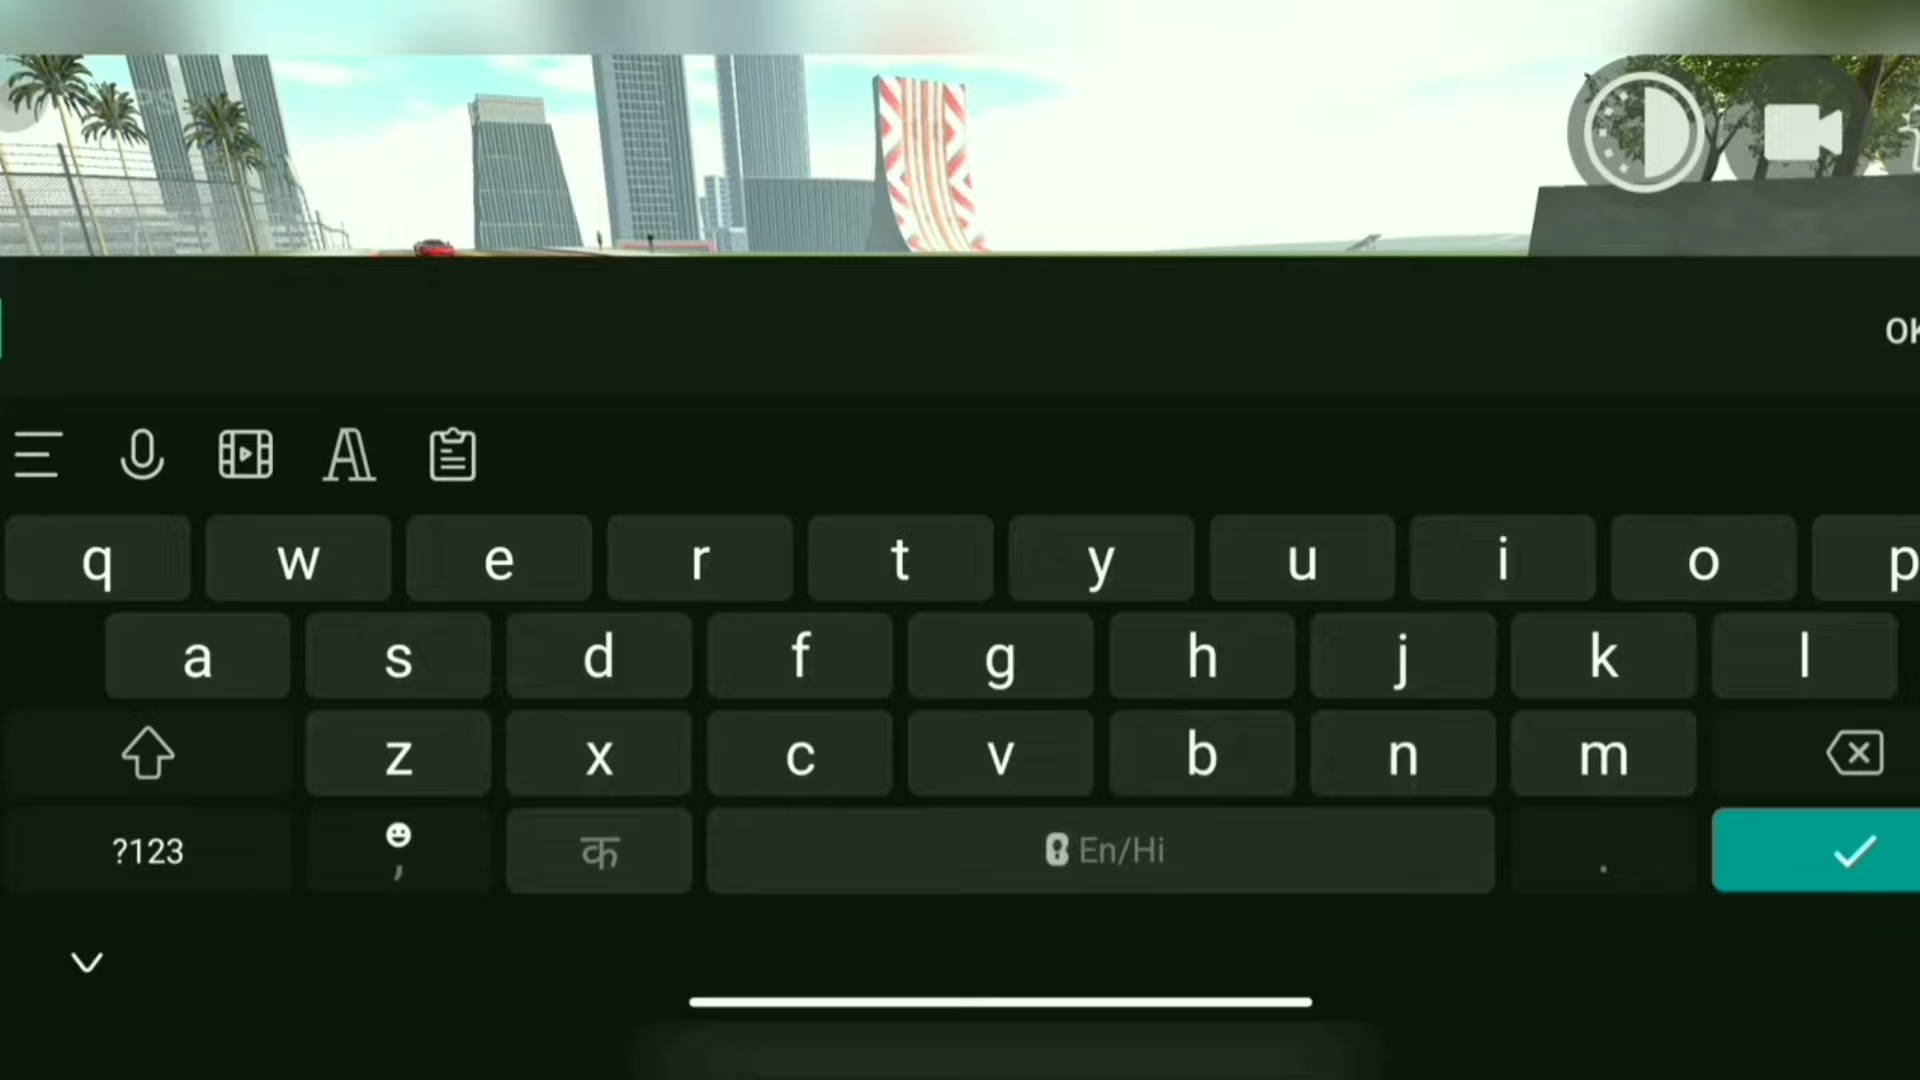 OK
q w e r t y u i o p
a s d f g h j k l
z x c v b n m
?123 , क En/Hi .